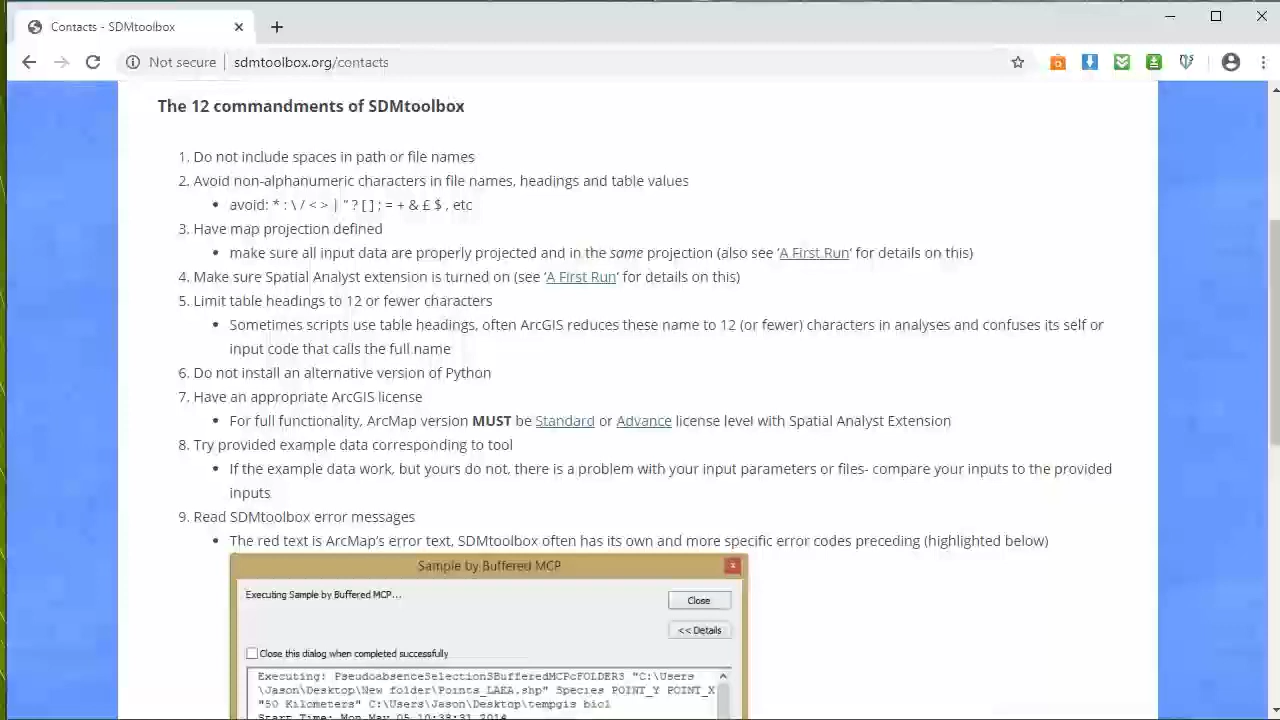 Contacts - SDMtoolbox
Not secure
sdmtoolbox.org/contacts
The 12 commandments of SDMtoolbox
1. Do not include spaces in path or file names
2. Avoid non-alphanumeric characters in file names, headings and table values
• avoid: * : \ / < > | " ? [ ] ; = + & £ $ , etc
3. Have map projection defined
• make sure all input data are properly projected and in the same projection (also see ‘A First Run‘ for details on this)
4. Make sure Spatial Analyst extension is turned on (see ‘A First Run‘ for details on this)
5. Limit table headings to 12 or fewer characters
• Sometimes scripts use table headings, often ArcGIS reduces these name to 12 (or fewer) characters in analyses and confuses its self or
input code that calls the full name
6. Do not install an alternative version of Python
7. Have an appropriate ArcGIS license
• For full functionality, ArcMap version MUST be Standard or Advance license level with Spatial Analyst Extension
8. Try provided example data corresponding to tool
• If the example data work, but yours do not, there is a problem with your input parameters or files- compare your inputs to the provided
inputs
9. Read SDMtoolbox error messages
• The red text is ArcMap’s error text, SDMtoolbox often has its own and more specific error codes preceding (highlighted below)
Sample by Buffered MCP
Executing Sample by Buffered MCP...
Close
<< Details
Close this dialog when completed successfully
Executing: PseudoabsenceSelectionSBufferedMCPcFOLDERS "C:\Users
\Jason\Desktop\New folder\Points_LAEA.shp" Species POINT_Y POINT_X
"50 Kilometers" C:\Users\Jason\Desktop\tempgis bio1
Start Time: Mon May 05 10:38:31 2014